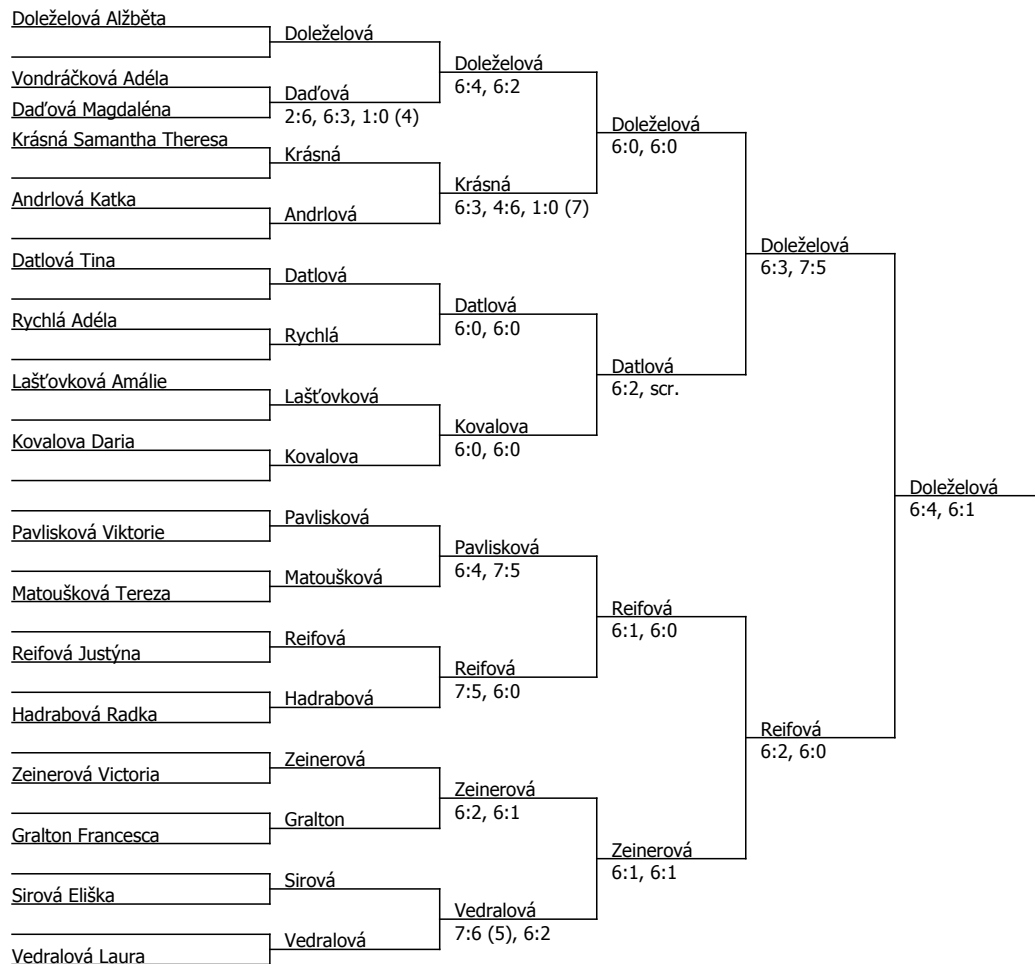 Doleželová Alžběta
Vondráčková Adéla
Daďová Magdaléna
Krásná Samantha Theresa
Andrlová Katka
Datlová Tina
Rychlá Adéla
Lašťovková Amálie
Kovalova Daria
Pavlisková Viktorie
Matoušková Tereza
Reifová Justýna
Hadrabová Radka
Zeinerová Victoria
Gralton Francesca
Sirová Eliška
Vedralová Laura
Doleželová
Daďová
2:6, 6:3, 1:0 (4)
Krásná
Andrlová
Datlová
Rychlá
Lašťovková
Kovalova
Pavlisková
Matoušková
Reifová
Hadrabová
Zeinerová
Gralton
Sirová
Vedralová
Doleželová
6:4, 6:2
Krásná
6:3, 4:6, 1:0 (7)
Datlová
6:0, 6:0
Kovalova
6:0, 6:0
Pavlisková
6:4, 7:5
Reifová
7:5, 6:0
Zeinerová
6:2, 6:1
Vedralová
7:6 (5), 6:2
Doleželová
6:0, 6:0
Datlová
6:2, scr.
Reifová
6:1, 6:0
Zeinerová
6:1, 6:1
Doleželová
6:3, 7:5
Reifová
6:2, 6:0
Doleželová
6:4, 6:1